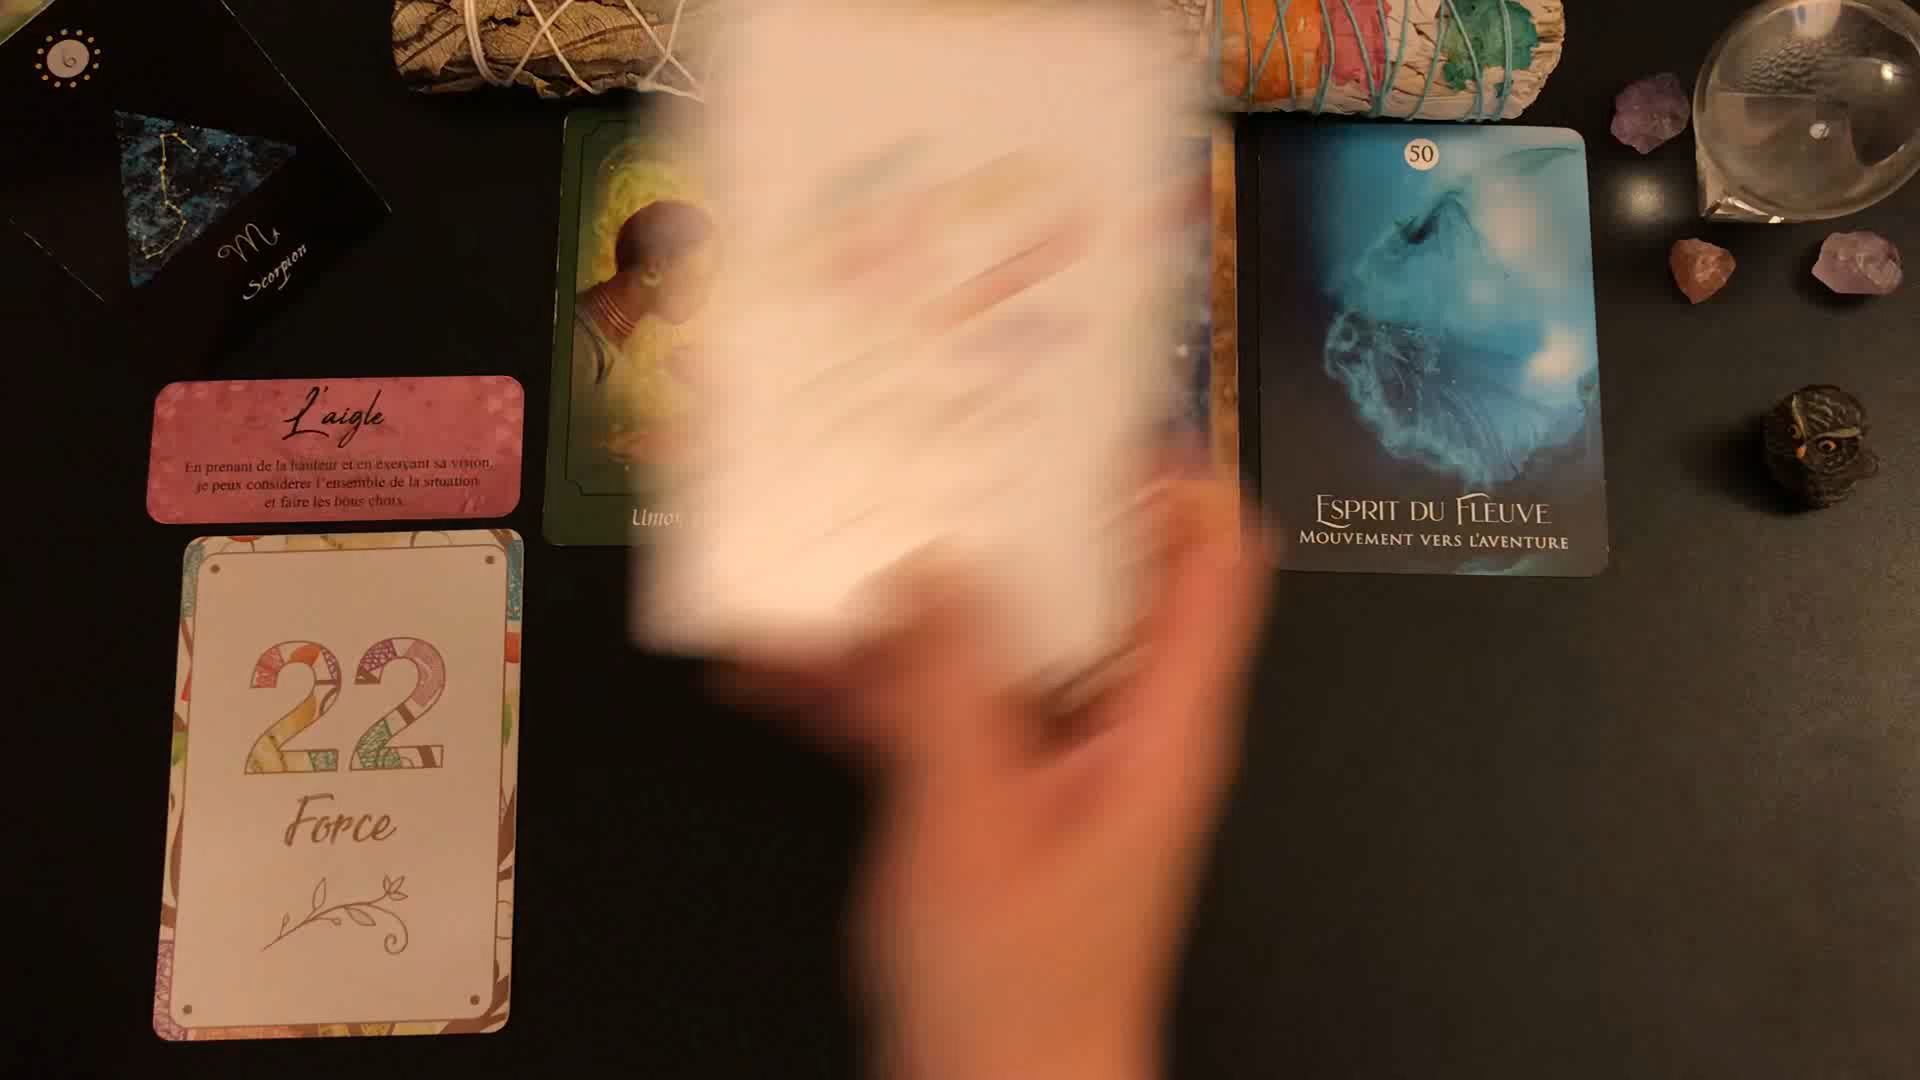 6
Scorpion
L'aigle
En prenant de la hauteur et en exerçant sa vision,
je peux considérer l'ensemble de la situation
et faire les bons choix.
22
Force
50
Esprit du Fleuve
Mouvement vers l'aventure